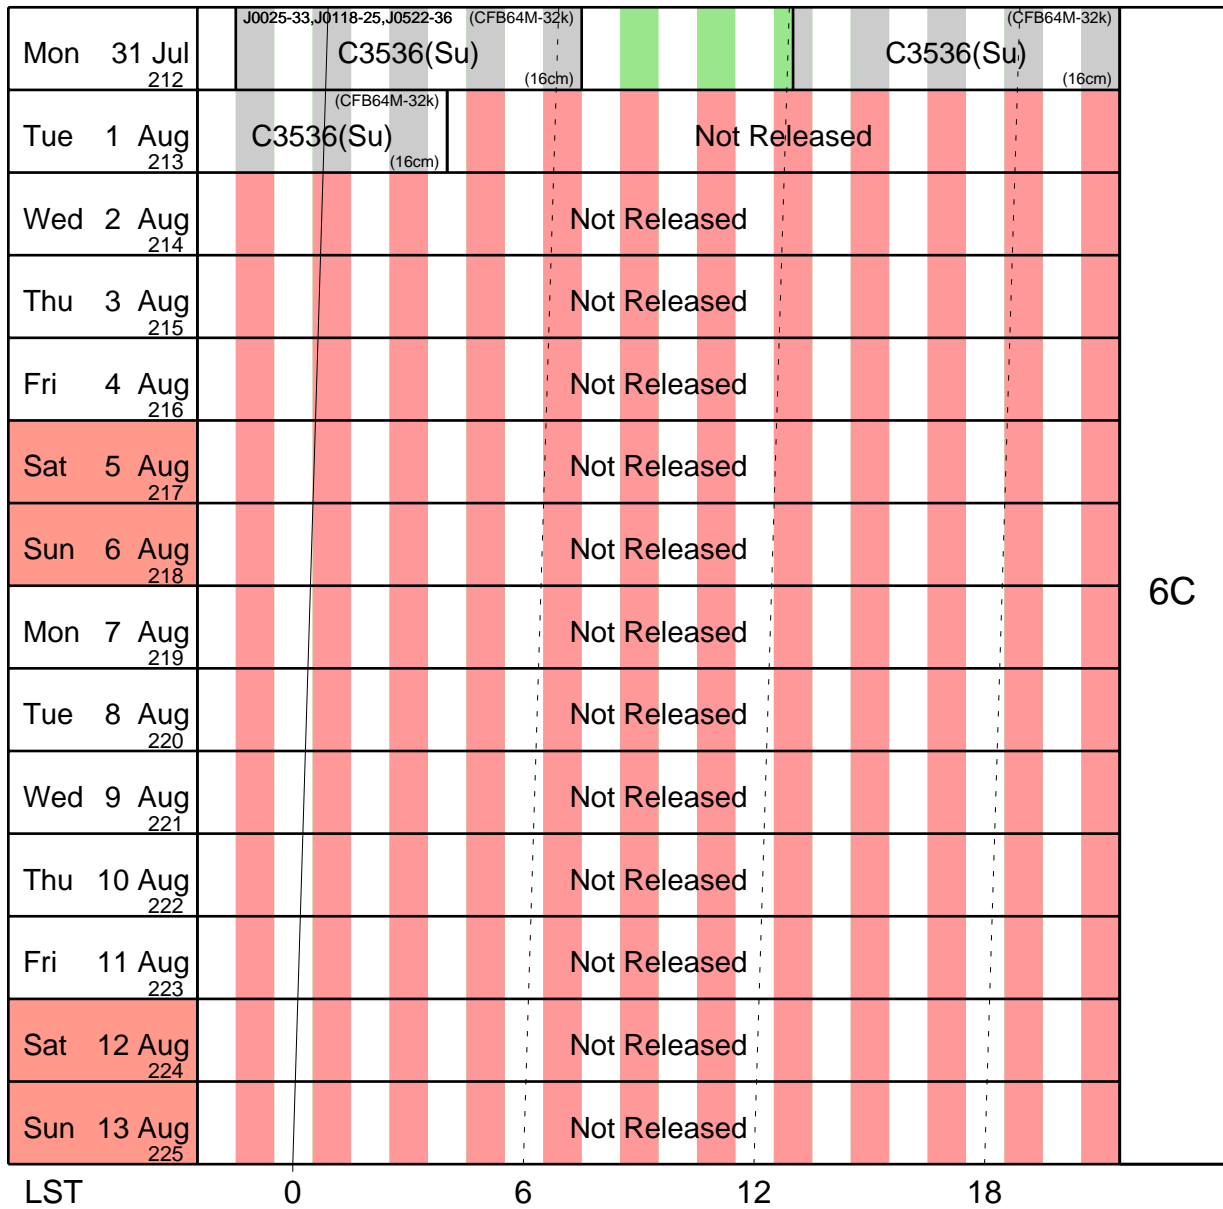 J0025-33,J0118-25,J0522-36 (CFB64M-32k) (CFB64M-32k)
Mon 31 Jul C3536(Su) C3536(Su)
212 (16cm) (16cm)
(CFB64M-32k)
Tue 1 Aug C3536(Su) Not Released
213 (16cm)
Wed 2 Aug Not Released
214
Thu 3 Aug Not Released
215
Fri 4 Aug Not Released
216
Sat 5 Aug Not Released
217
Sun 6 Aug Not Released
218
6C
Mon 7 Aug Not Released
219
Tue 8 Aug Not Released
220
Wed 9 Aug Not Released
221
Thu 10 Aug Not Released
222
Fri 11 Aug Not Released
223
Sat 12 Aug Not Released
224
Sun 13 Aug Not Released
225
LST 0 6 12 18